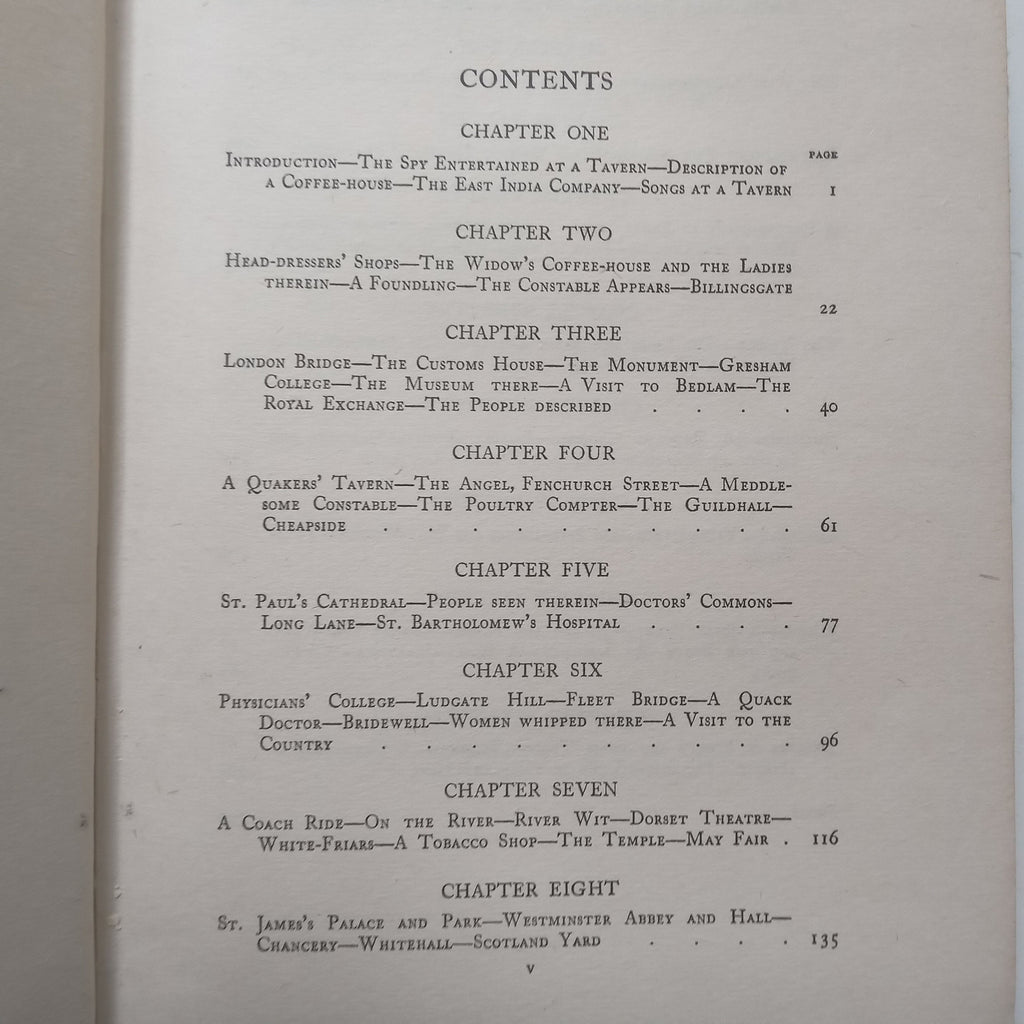 CONTENTS
CHAPTER ONE
PAGE
Introduction—The Spy Entertained at a Tavern—Description of
a Coffee-house—The East India Company—Songs at a Tavern 1
CHAPTER TWO
Head-dressers' Shops—The Widow's Coffee-house and the Ladies
therein—A Foundling—The Constable Appears—Billingsgate
22
CHAPTER THREE
London Bridge—The Customs House—The Monument—Gresham
College—The Museum there—A Visit to Bedlam—The
Royal Exchange—The People described . . . . 40
CHAPTER FOUR
A Quakers' Tavern—The Angel, Fenchurch Street—A Meddle-
some Constable—The Poultry Compter—The Guildhall—
Cheapside . . . . . . . . . . 61
CHAPTER FIVE
St. Paul's Cathedral—People seen therein—Doctors' Commons—
Long Lane—St. Bartholomew's Hospital . . . . 77
CHAPTER SIX
Physicians' College—Ludgate Hill—Fleet Bridge—A Quack
Doctor—Bridewell—Women whipped there—A Visit to the
Country . . . . . . . . . . 96
CHAPTER SEVEN
A Coach Ride—On the River—River Wit—Dorset Theatre—
White-Friars—A Tobacco Shop—The Temple—May Fair . 116
CHAPTER EIGHT
St. James's Palace and Park—Westminster Abbey and Hall—
Chancery—Whitehall—Scotland Yard . . . . 135
v